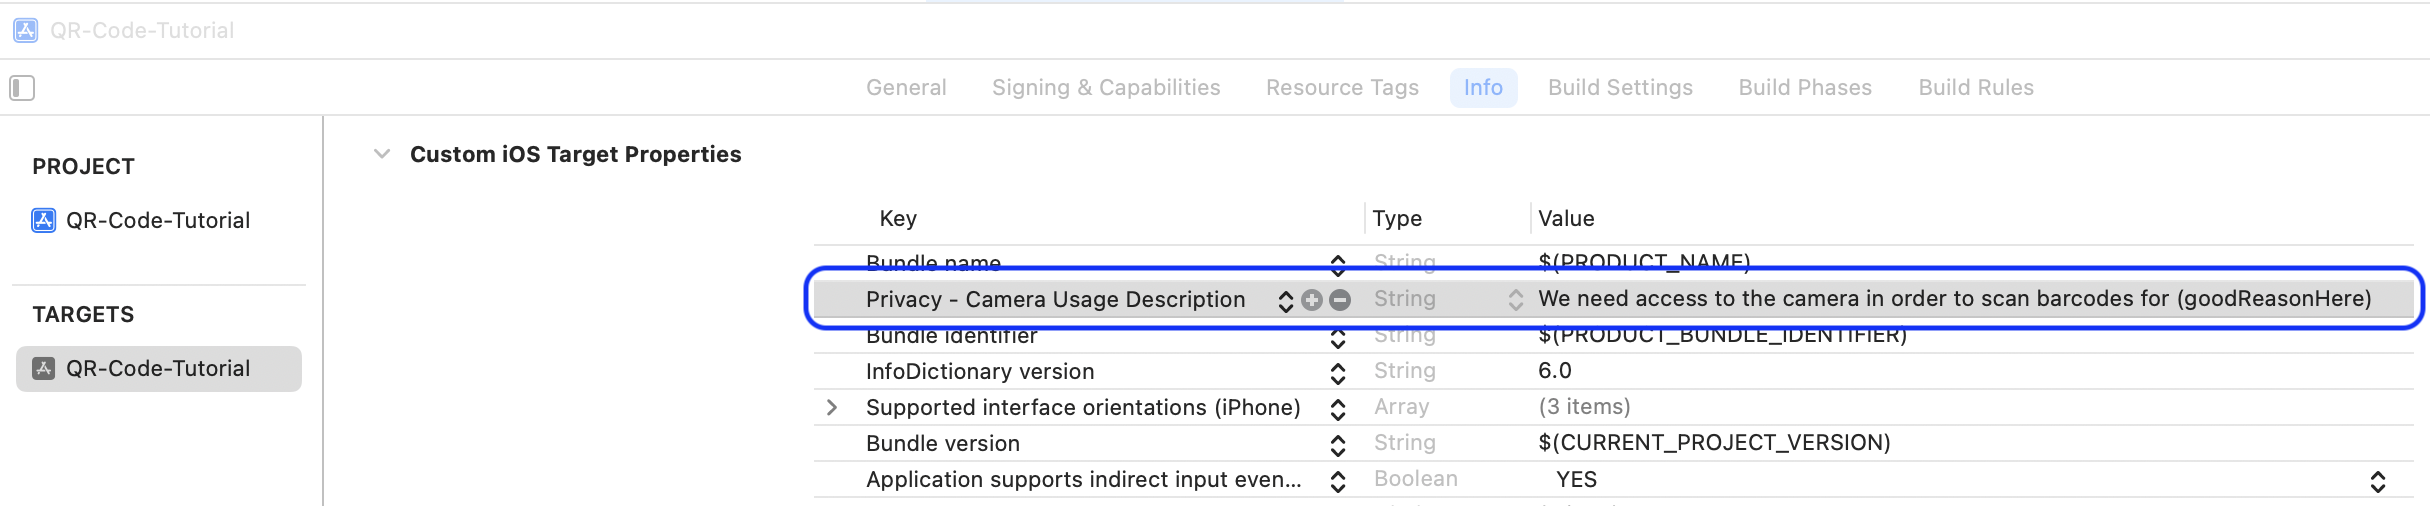 QR-Code-Tutorial
General Signing & Capabilities Resource Tags Info Build Settings Build Phases Build Rules
PROJECT
QR-Code-Tutorial
TARGETS
QR-Code-Tutorial
Custom iOS Target Properties
Key Type Value
Bundle name String $(PRODUCT_NAME)
Privacy - Camera Usage Description String We need access to the camera in order to scan barcodes for (goodReasonHere)
Bundle identifier String $(PRODUCT_BUNDLE_IDENTIFIER)
InfoDictionary version String 6.0
Supported interface orientations (iPhone) Array (3 items)
Bundle version String $(CURRENT_PROJECT_VERSION)
Application supports indirect input even... Boolean YES